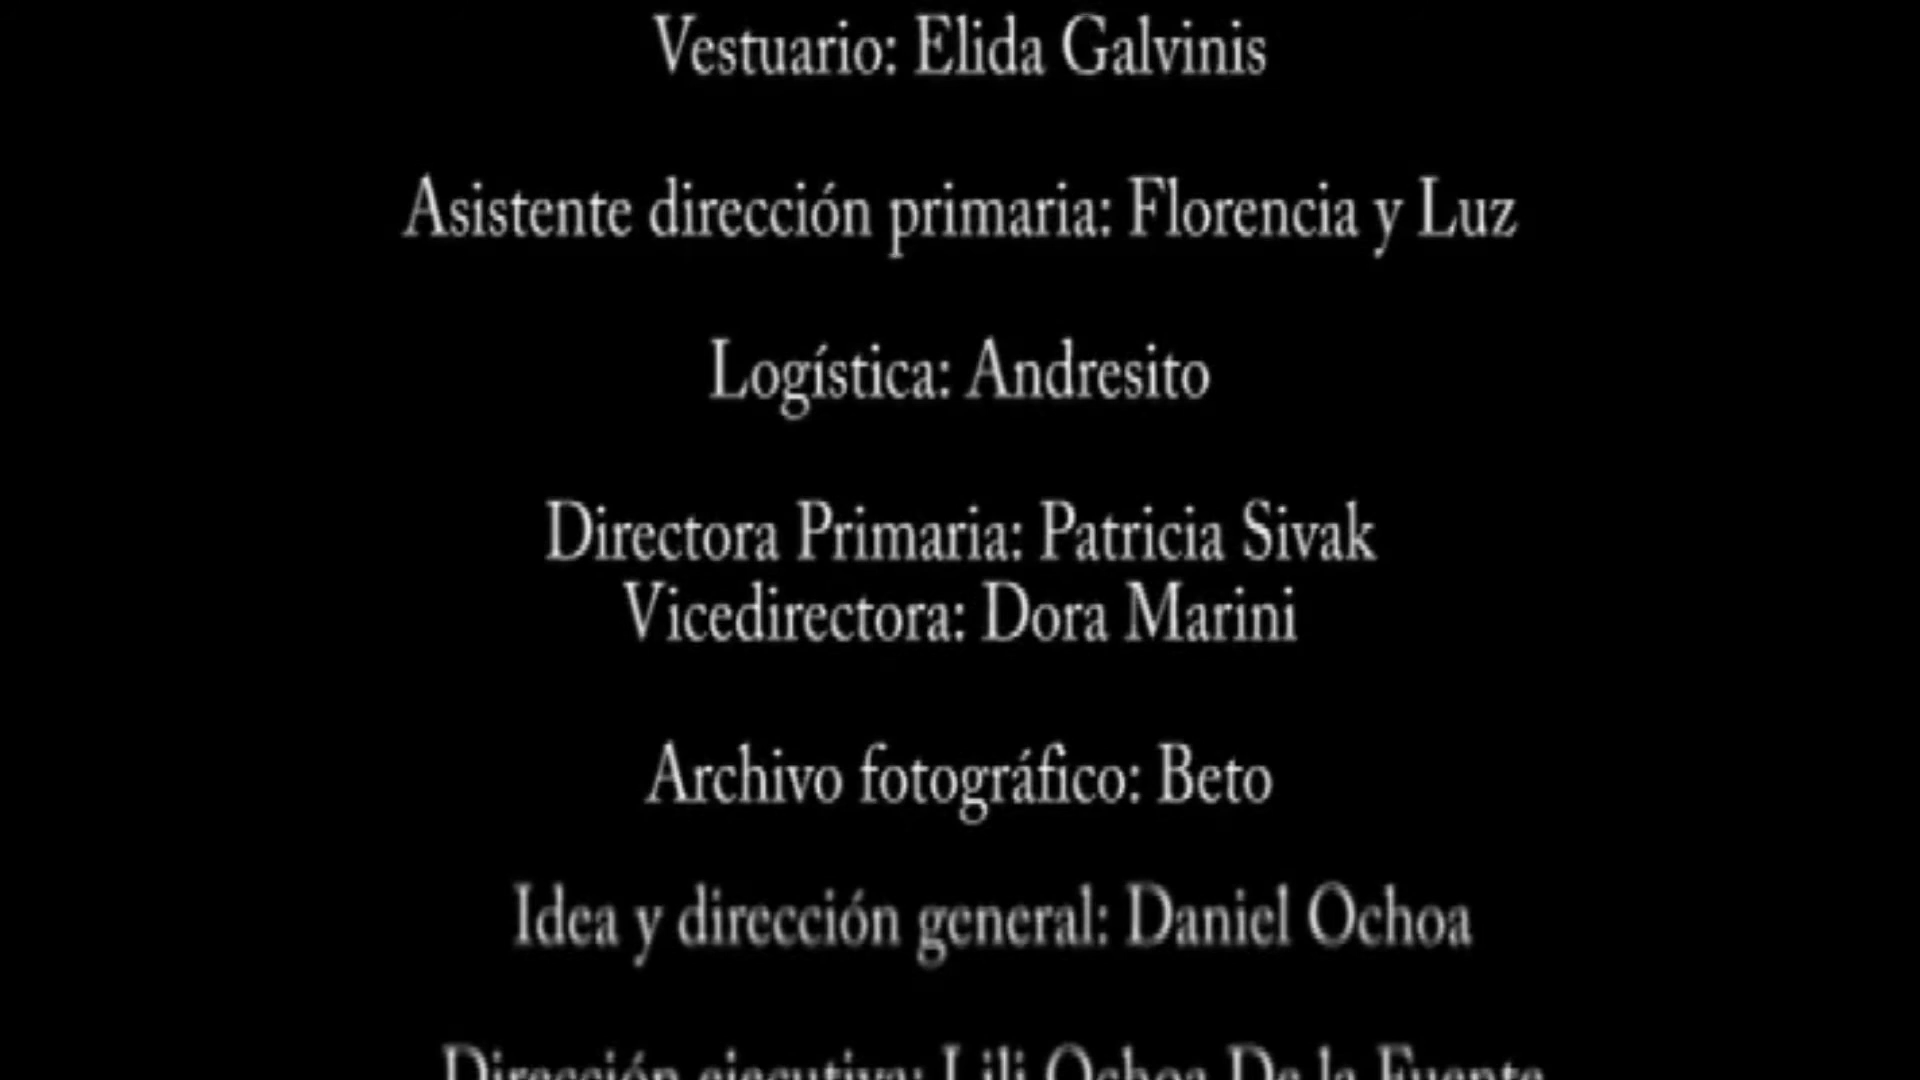 Vestuario: Elida Galvinis
Asistente dirección primaria: Florencia y Luz
Logística: Andresito
Directora Primaria: Patricia Sivak
Vicedirectora: Dora Marini
Archivo fotográfico: Beto
Idea y dirección general: Daniel Ochoa
Dirección ejecutiva: Lili Ochoa De la Fuente